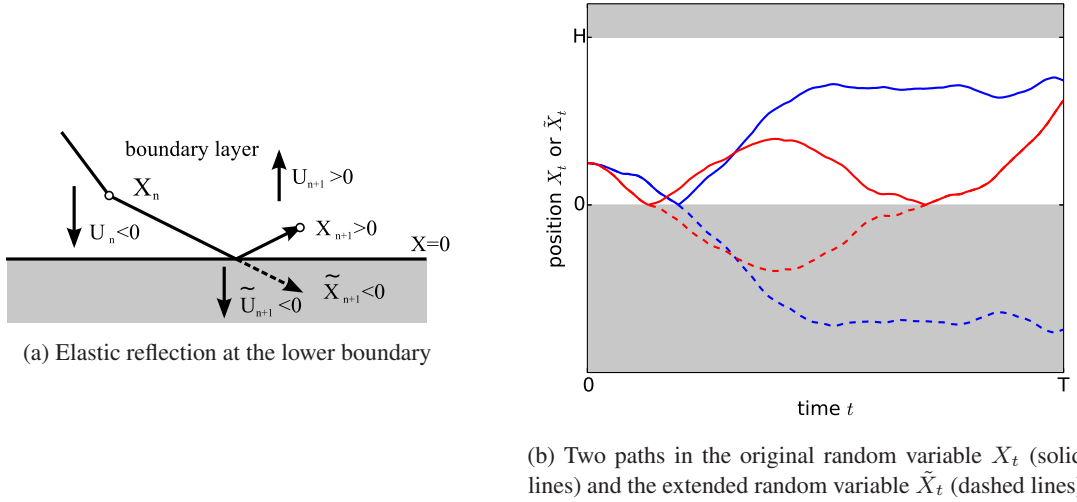 boundary layer
X_n
U_{n+1} >0
U_n<0
X_{n+1}>0
X=0
Ũ_{n+1}<0
X̃_{n+1}<0
(a) Elastic reflection at the lower boundary
H
0
position X_t or X̃_t
0
T
time t
(b) Two paths in the original random variable X_t (solid
lines) and the extended random variable X̃_t (dashed lines